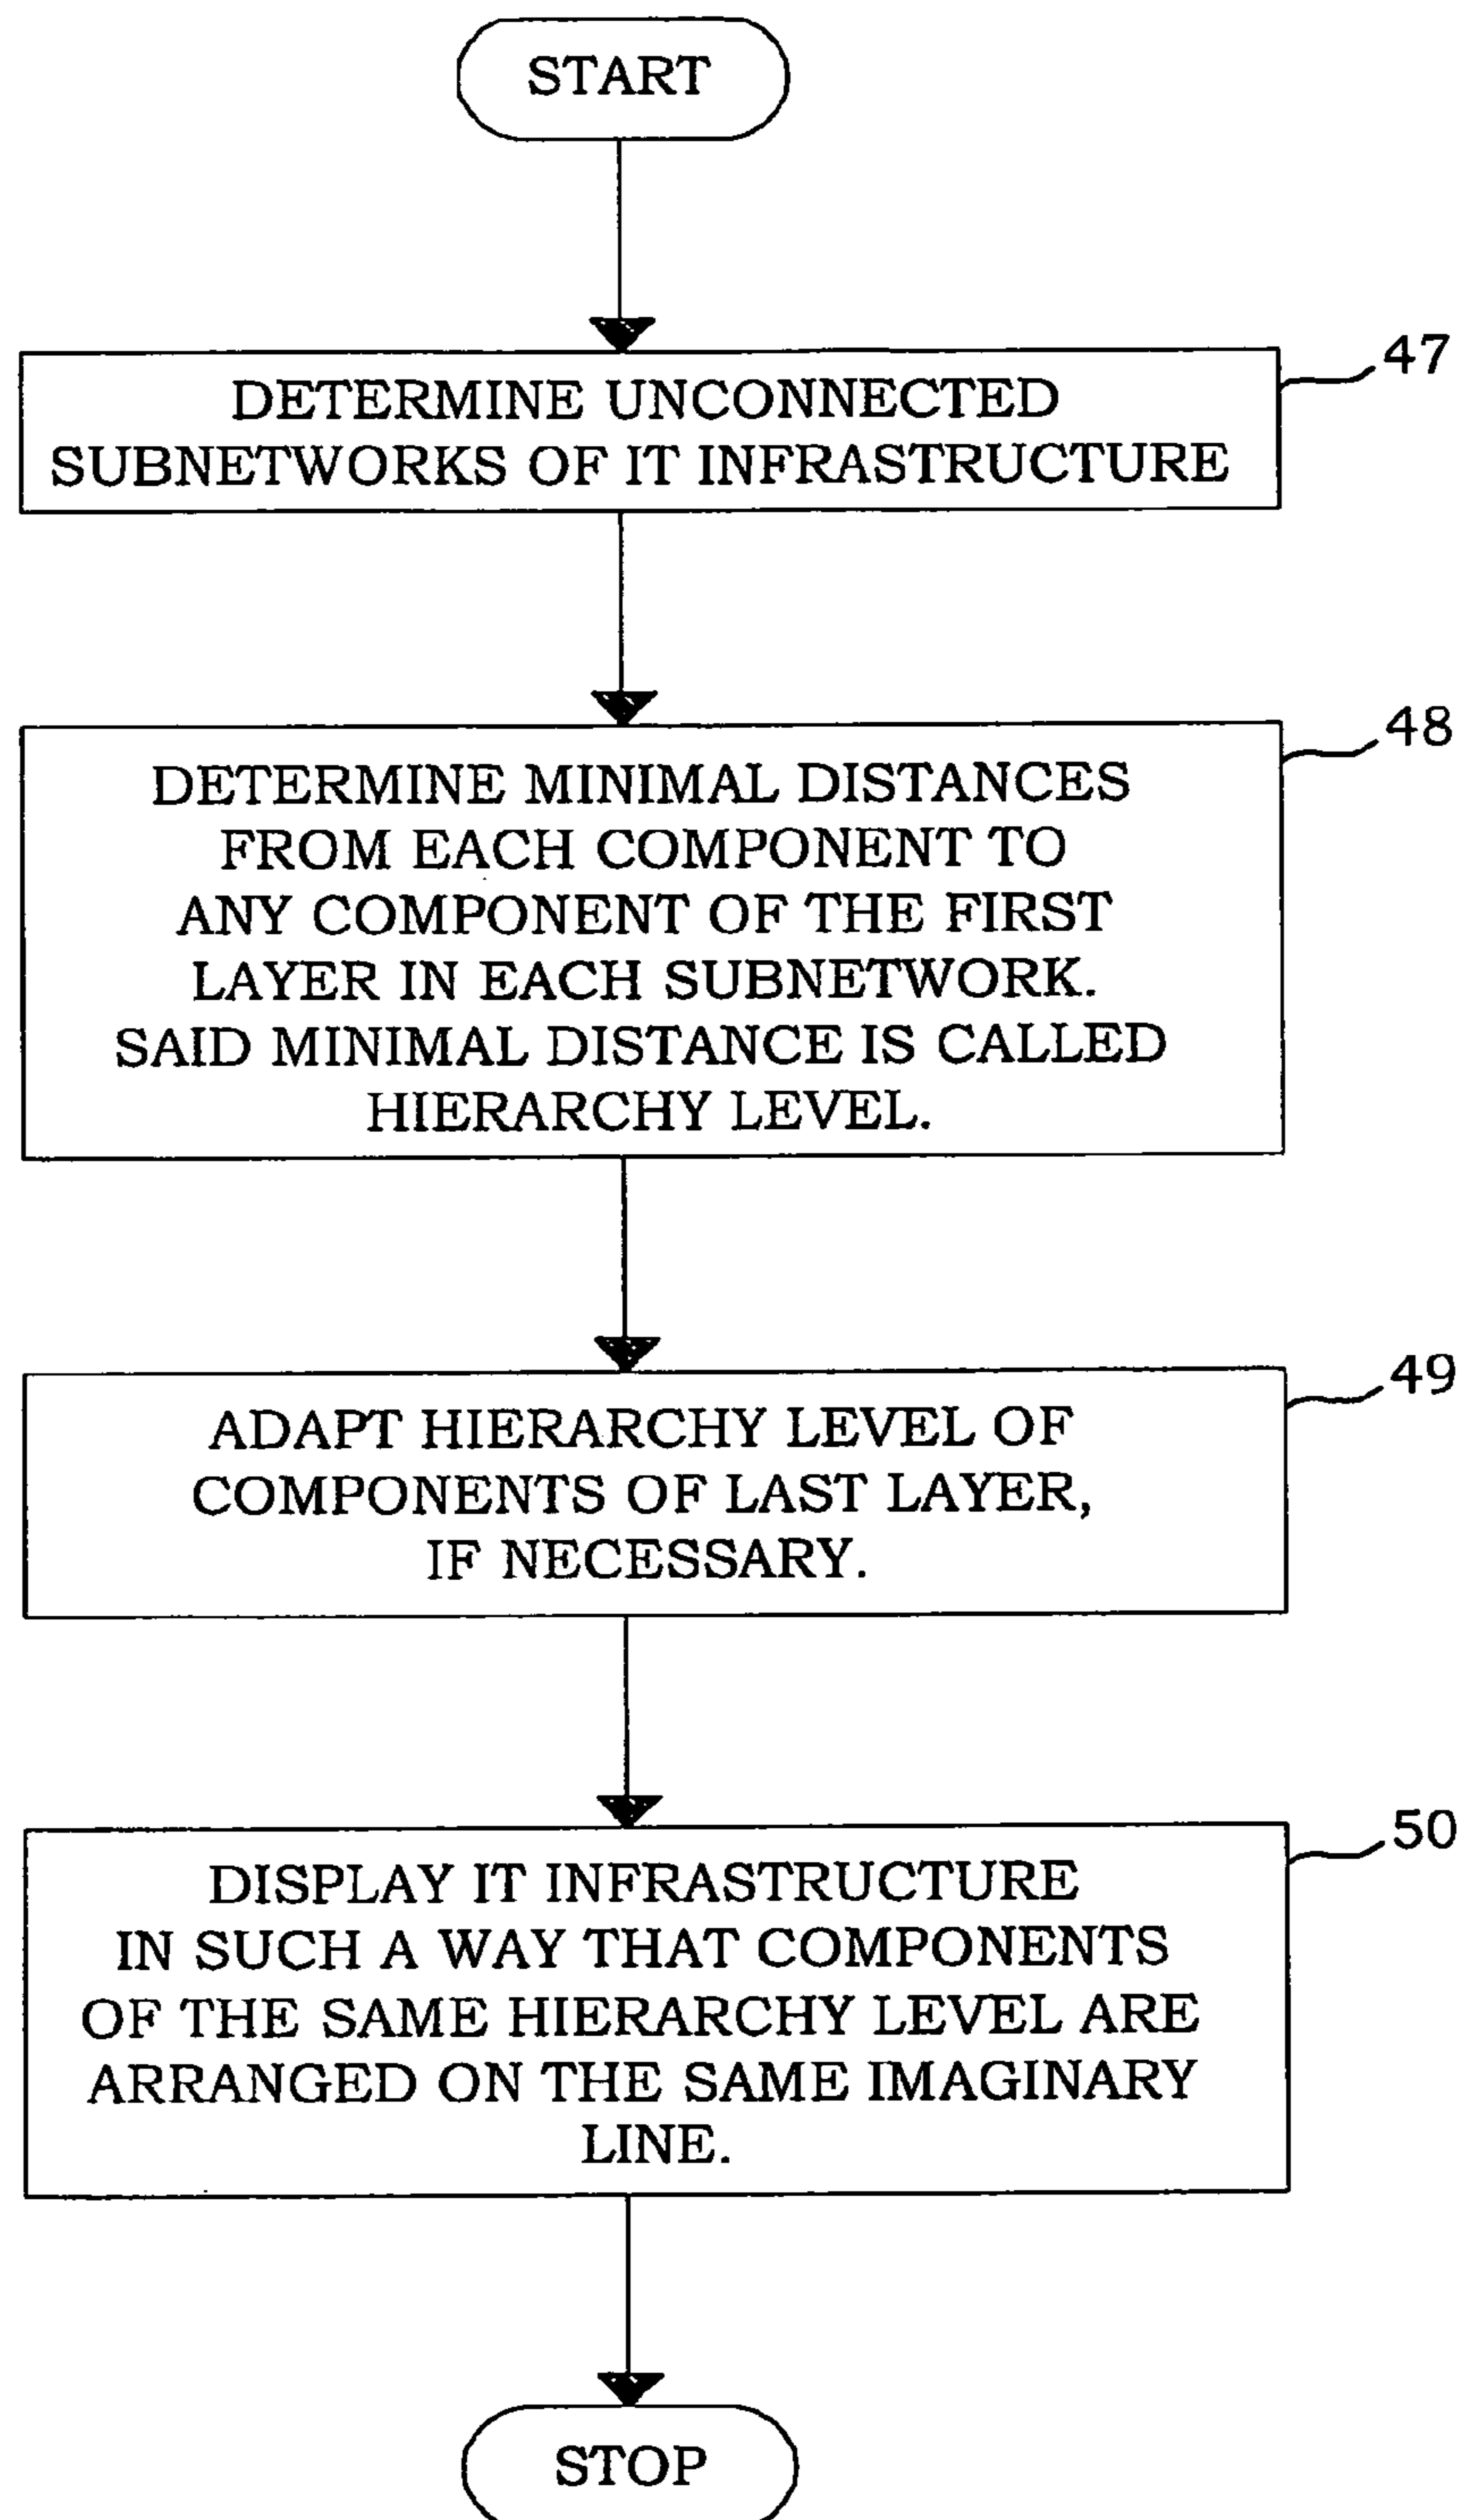 START
47
DETERMINE UNCONNECTED
SUBNETWORKS OF IT INFRASTRUCTURE
48
DETERMINE MINIMAL DISTANCES
FROM EACH COMPONENT TO
ANY COMPONENT OF THE FIRST
LAYER IN EACH SUBNETWORK.
SAID MINIMAL DISTANCE IS CALLED
HIERARCHY LEVEL.
49
ADAPT HIERARCHY LEVEL OF
COMPONENTS OF LAST LAYER,
IF NECESSARY.
50
DISPLAY IT INFRASTRUCTURE
IN SUCH A WAY THAT COMPONENTS
OF THE SAME HIERARCHY LEVEL ARE
ARRANGED ON THE SAME IMAGINARY
LINE.
STOP